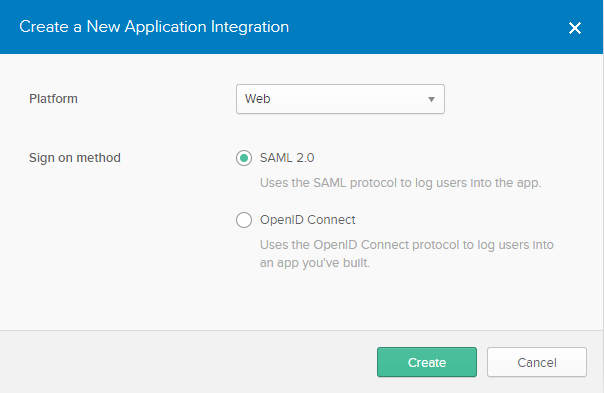 Create a New Application Integration
Platform
Web
Sign on method
SAML 2.0
Uses the SAML protocol to log users into the app.
OpenID Connect
Uses the OpenID Connect protocol to log users into
an app you've built.
Create
Cancel